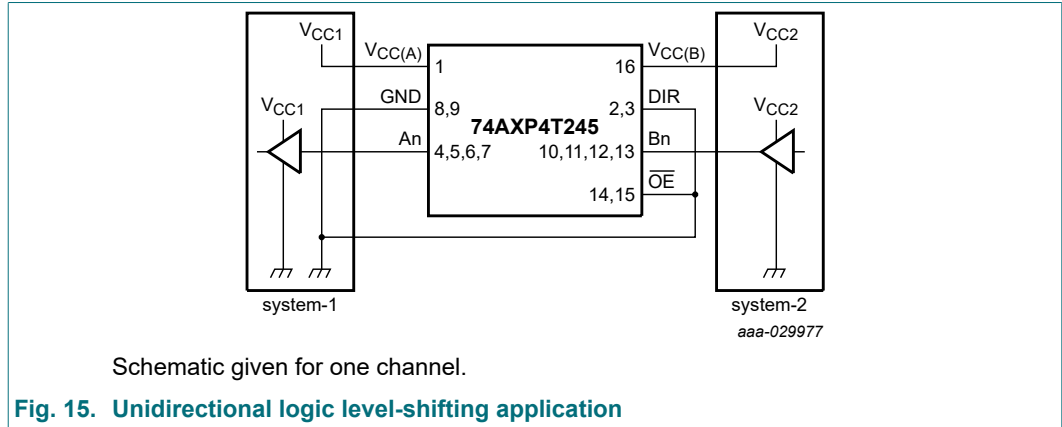 VCC1
VCC(A)
1
16
VCC(B)
VCC2
VCC1
GND
8,9
74AXP4T245
2,3
DIR
VCC2
An
4,5,6,7
10,11,12,13
Bn
14,15
OE
system-1
system-2
aaa-029977
Schematic given for one channel.
Fig. 15. Unidirectional logic level-shifting application